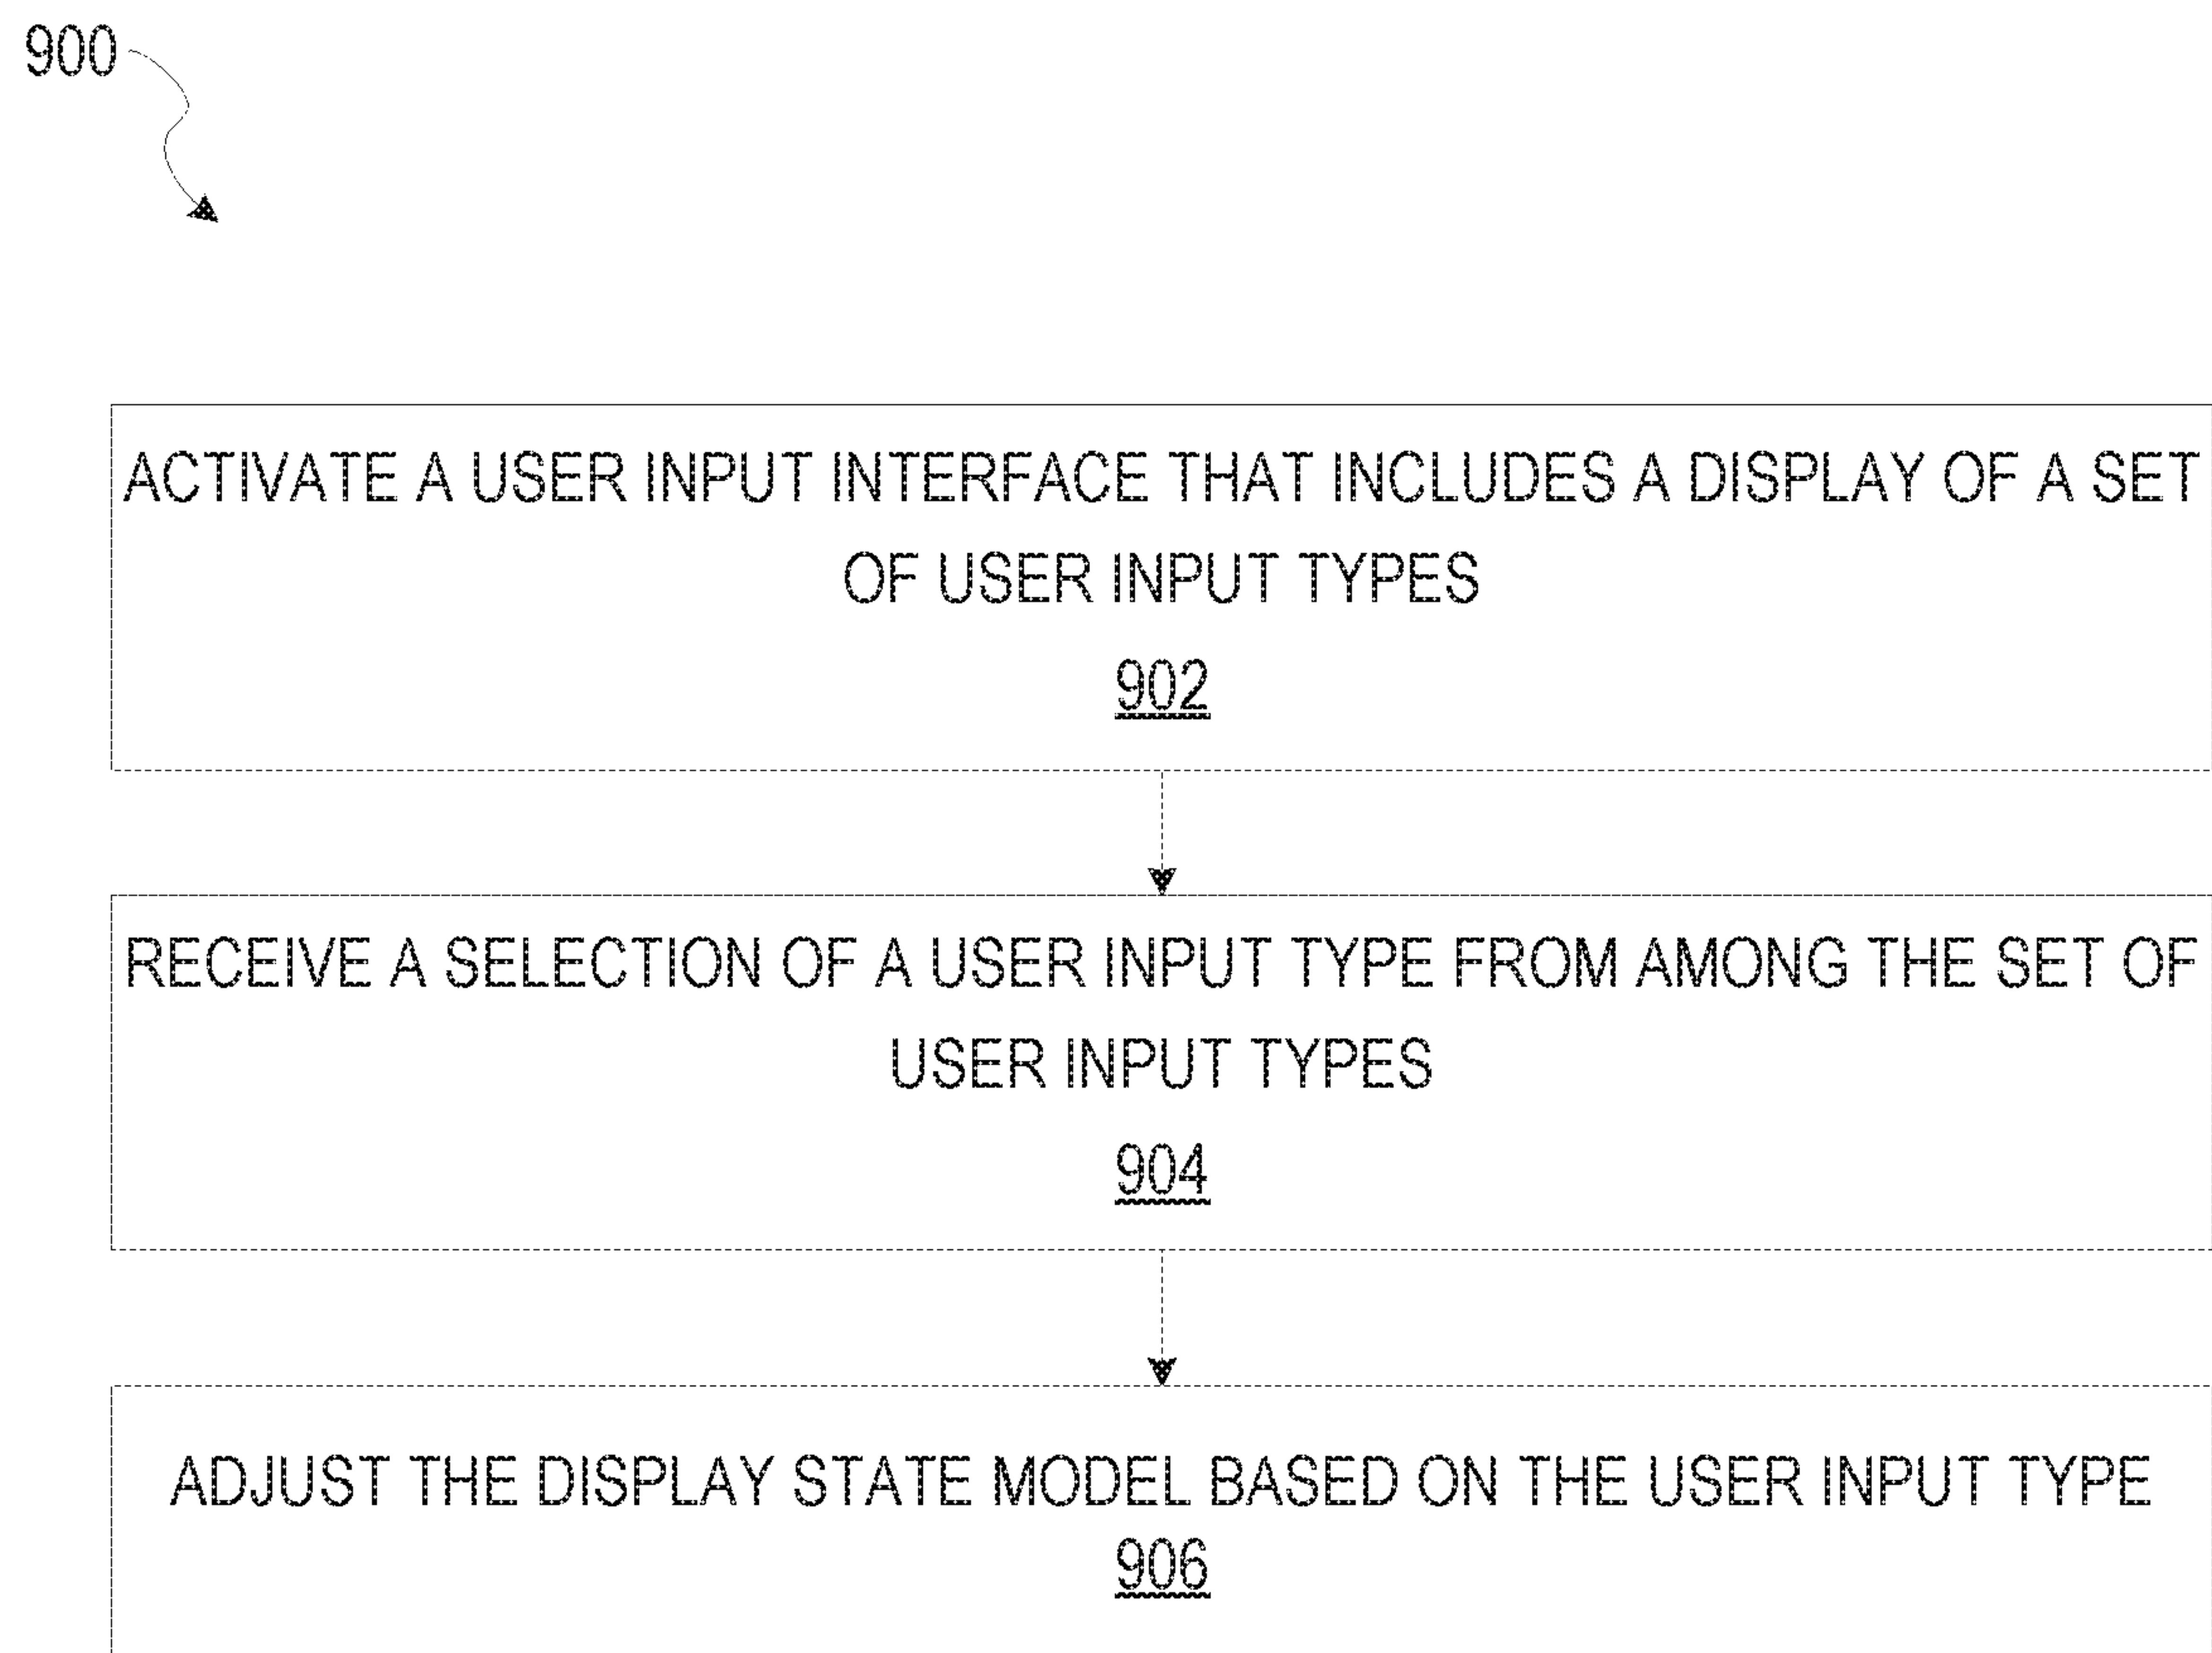 900
ACTIVATE A USER INPUT INTERFACE THAT INCLUDES A DISPLAY OF A SET
OF USER INPUT TYPES
902
RECEIVE A SELECTION OF A USER INPUT TYPE FROM AMONG THE SET OF
USER INPUT TYPES
904
ADJUST THE DISPLAY STATE MODEL BASED ON THE USER INPUT TYPE
906